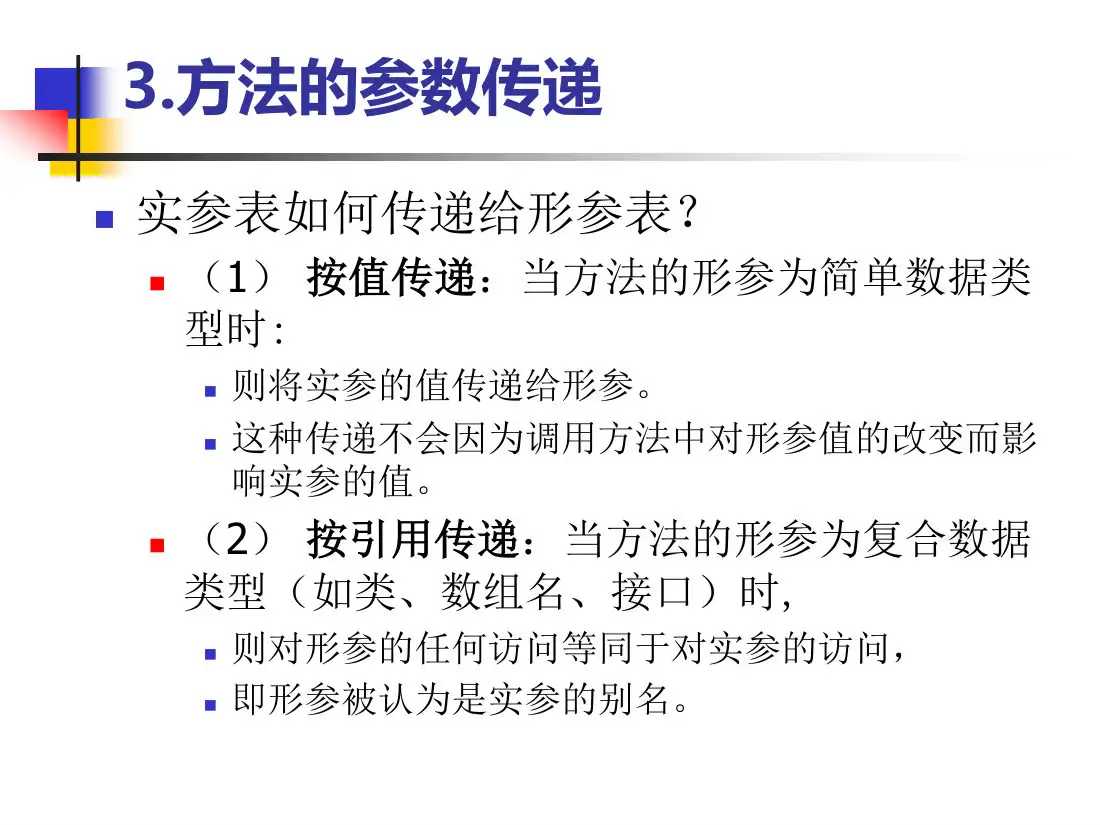 3.方法的参数传递
实参表如何传递给形参表？
（1） 按值传递：当方法的形参为简单数据类
型时:
则将实参的值传递给形参。
这种传递不会因为调用方法中对形参值的改变而影
响实参的值。
（2） 按引用传递：当方法的形参为复合数据
类型（如类、数组名、接口）时,
则对形参的任何访问等同于对实参的访问，
即形参被认为是实参的别名。